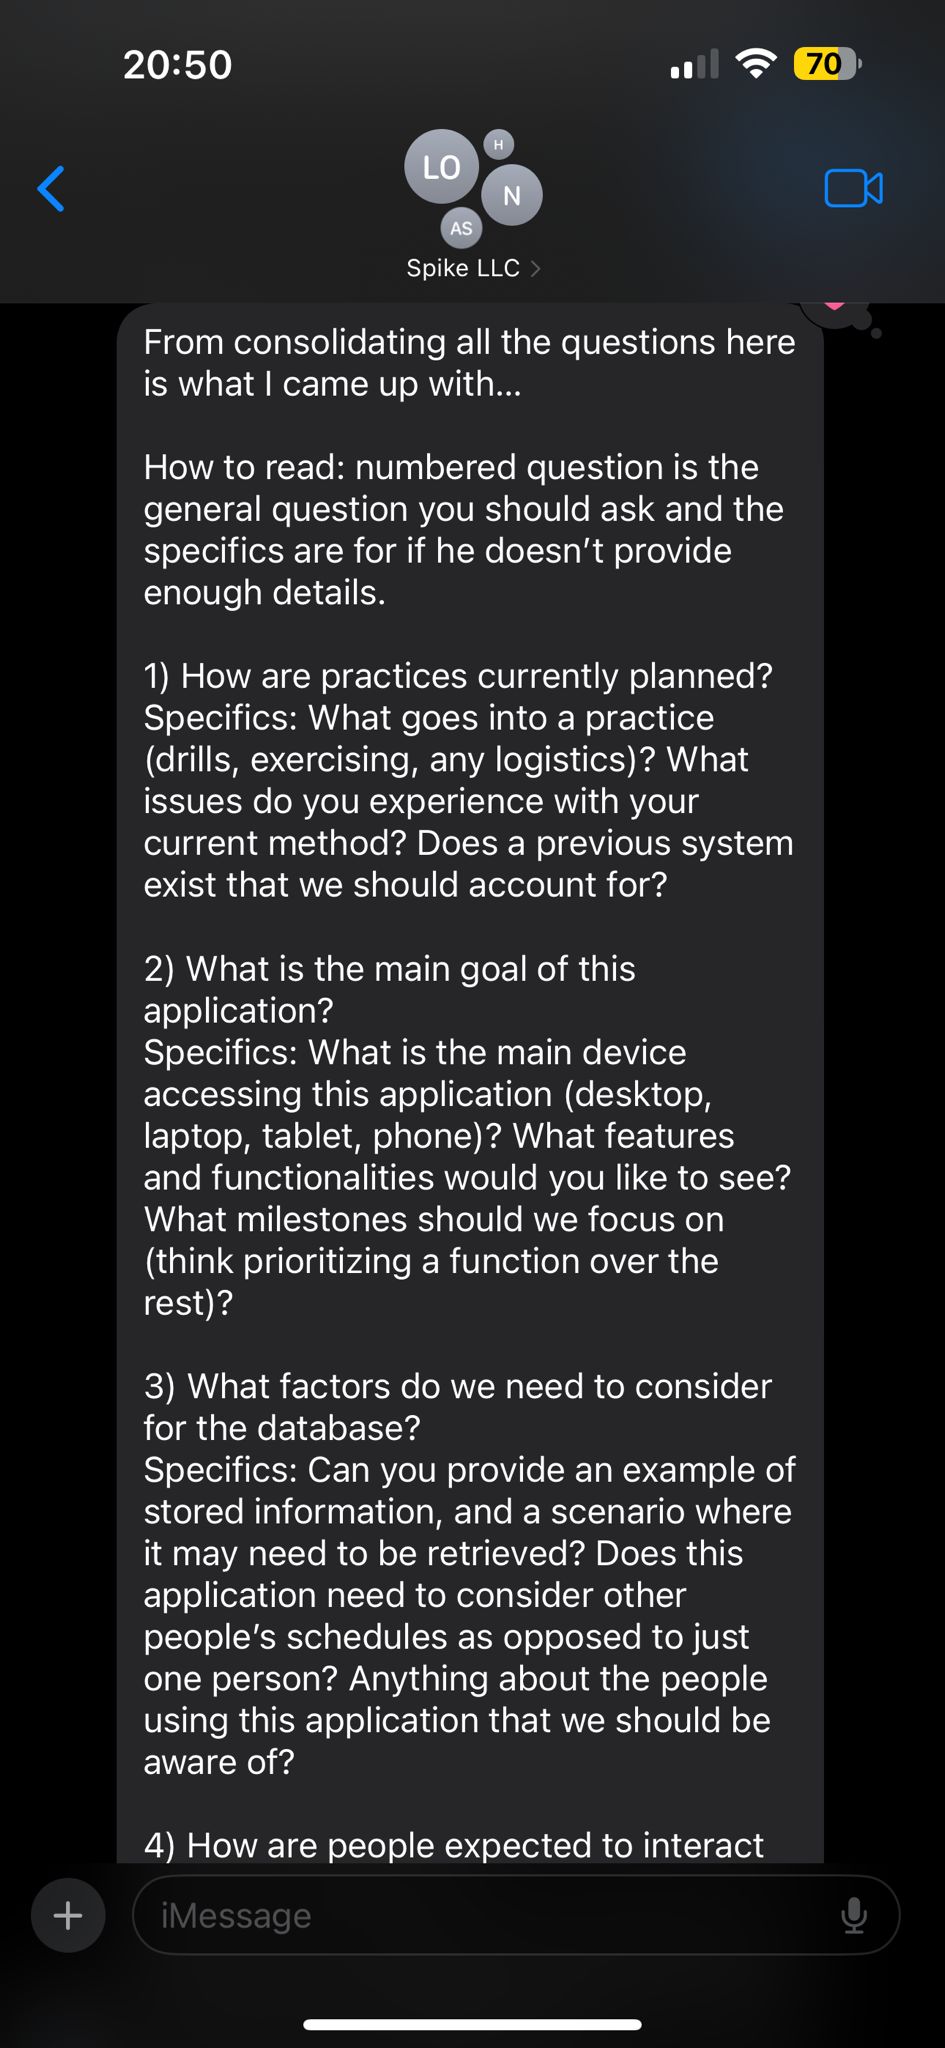 20:50
70
LO
H
N
AS
Spike LLC
From consolidating all the questions here
is what I came up with...
How to read: numbered question is the
general question you should ask and the
specifics are for if he doesn’t provide
enough details.
1) How are practices currently planned?
Specifics: What goes into a practice
(drills, exercising, any logistics)? What
issues do you experience with your
current method? Does a previous system
exist that we should account for?
2) What is the main goal of this
application?
Specifics: What is the main device
accessing this application (desktop,
laptop, tablet, phone)? What features
and functionalities would you like to see?
What milestones should we focus on
(think prioritizing a function over the
rest)?
3) What factors do we need to consider
for the database?
Specifics: Can you provide an example of
stored information, and a scenario where
it may need to be retrieved? Does this
application need to consider other
people’s schedules as opposed to just
one person? Anything about the people
using this application that we should be
aware of?
4) How are people expected to interact
iMessage